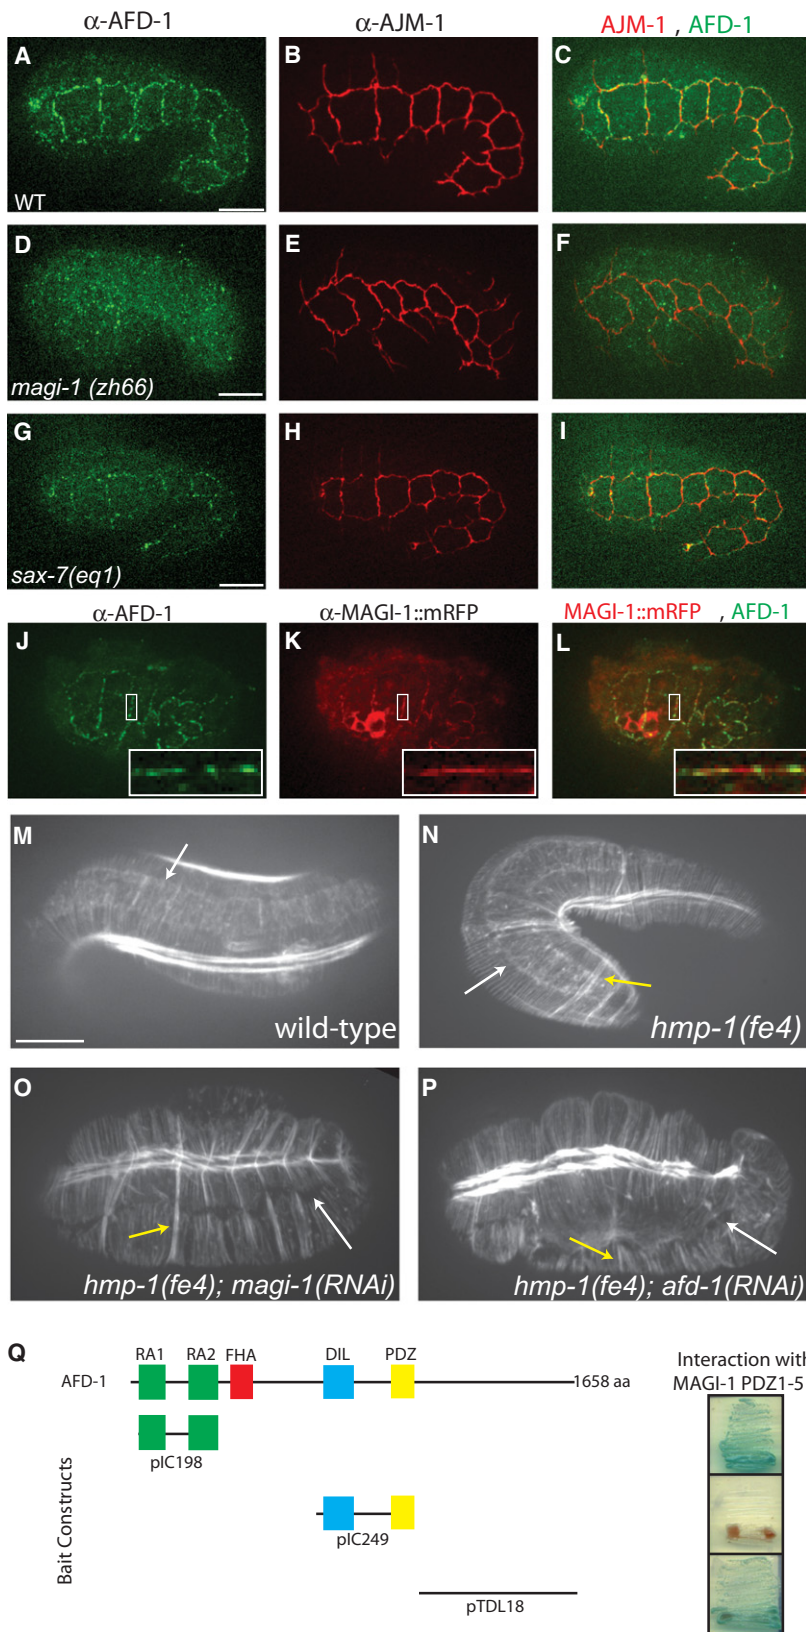 α-AFD-1 α-AJM-1 AJM-1 , AFD-1
A B C
WT
D E F
magi-1 (zh66)
G H I
sax-7(eq1)
α-AFD-1 α-MAGI-1::mRFP MAGI-1::mRFP , AFD-1
J K L
M N
wild-type hmp-1(fe4)
O P
hmp-1(fe4); magi-1(RNAi) hmp-1(fe4); afd-1(RNAi)
Q
RA1 RA2 FHA DIL PDZ
AFD-1 1658 aa
Interaction with
MAGI-1 PDZ1-5
Bait Constructs
pIC198
pIC249
pTDL18